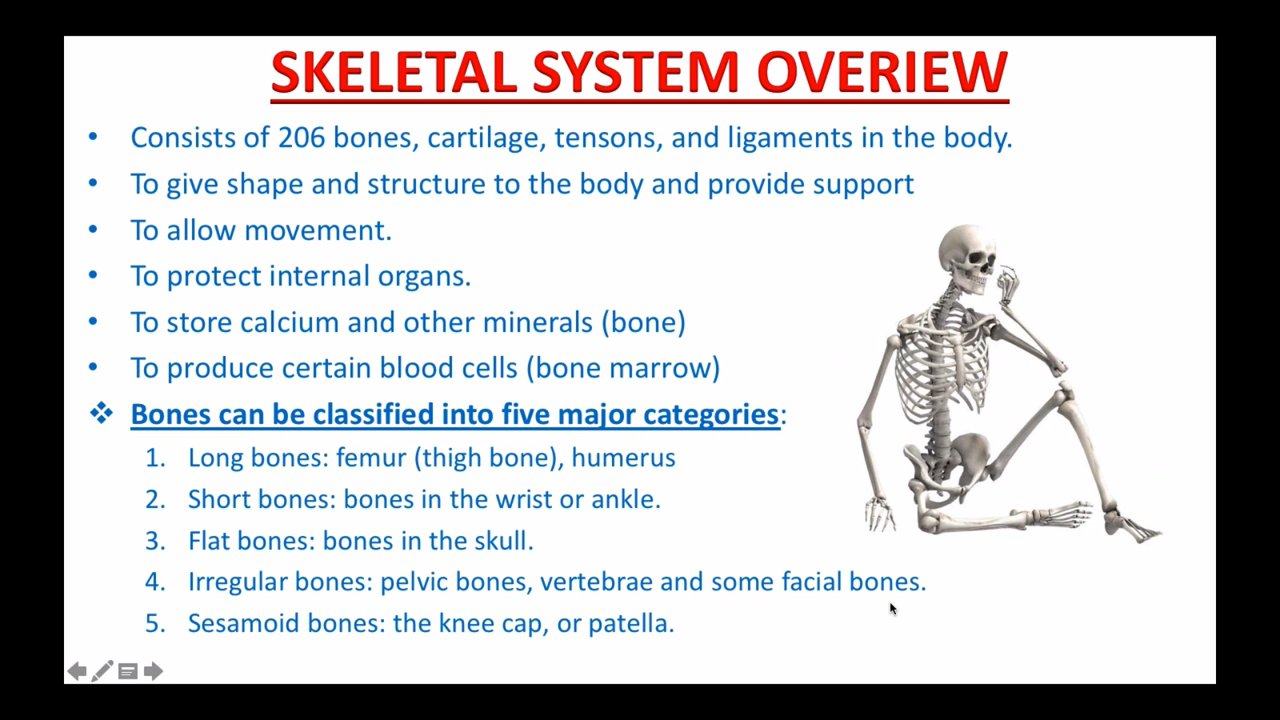 SKELETAL SYSTEM OVERIEW
• Consists of 206 bones, cartilage, tensons, and ligaments in the body.
• To give shape and structure to the body and provide support
• To allow movement.
• To protect internal organs.
• To store calcium and other minerals (bone)
• To produce certain blood cells (bone marrow)
❖ Bones can be classified into five major categories:
1. Long bones: femur (thigh bone), humerus
2. Short bones: bones in the wrist or ankle.
3. Flat bones: bones in the skull.
4. Irregular bones: pelvic bones, vertebrae and some facial bones.
5. Sesamoid bones: the knee cap, or patella.